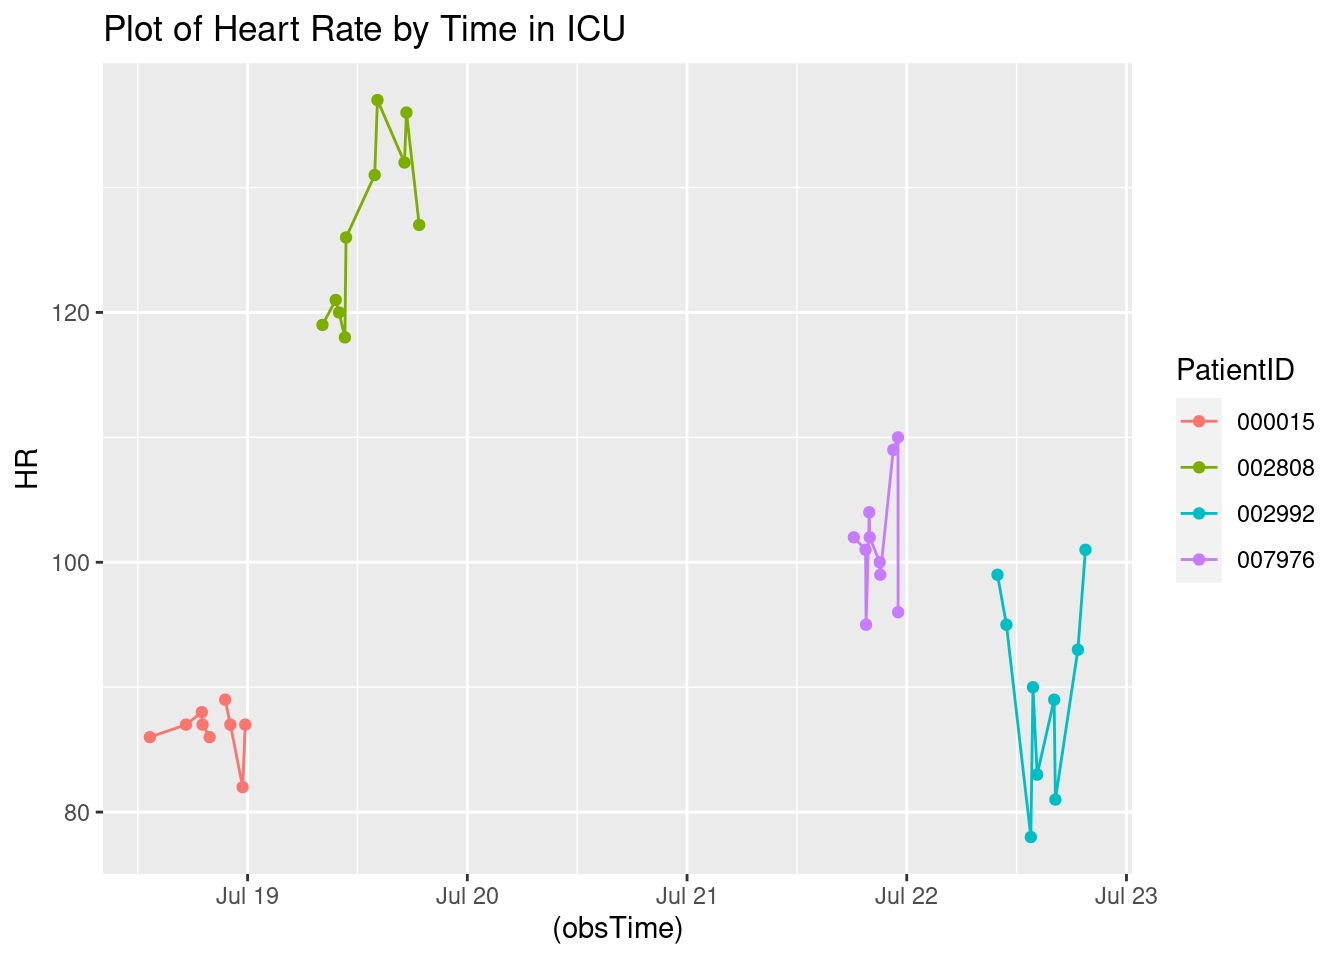 Plot of Heart Rate by Time in ICU
HR
120
100
80
Jul 19 Jul 20 Jul 21 Jul 22 Jul 23
(obsTime)
PatientID
000015
002808
002992
007976